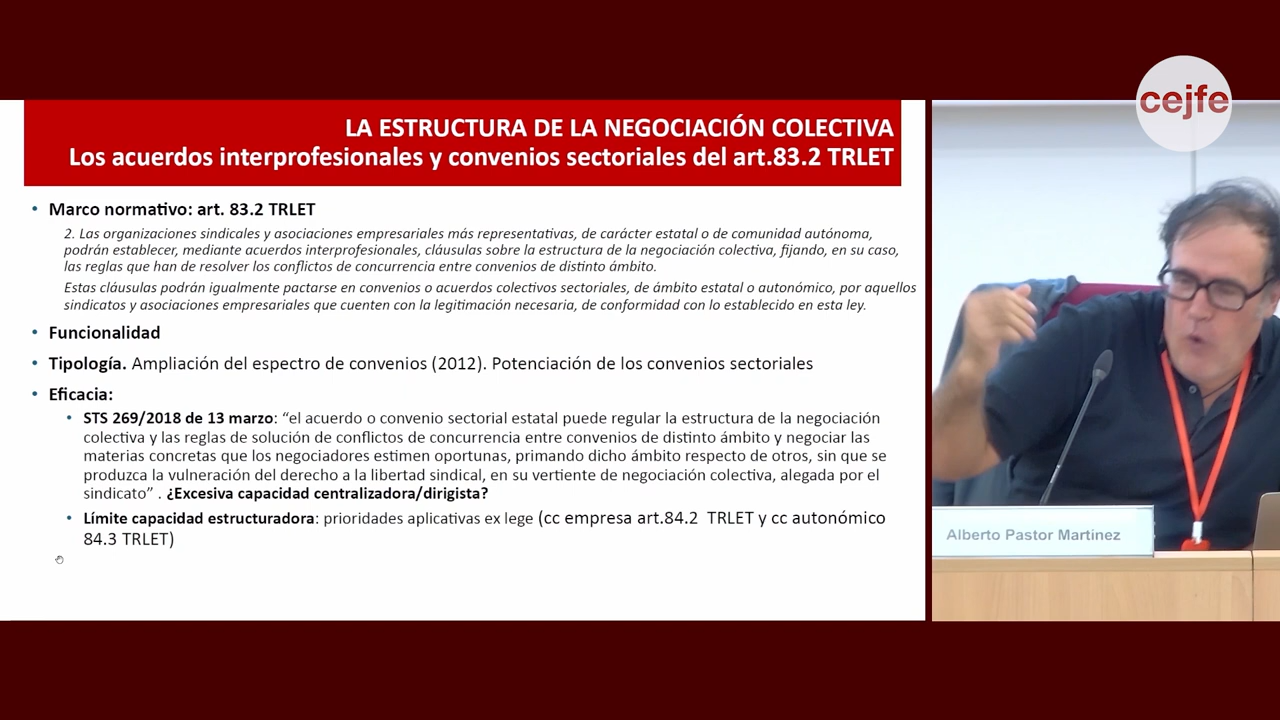 cejfe
LA ESTRUCTURA DE LA NEGOCIACIÓN COLECTIVA
Los acuerdos interprofesionales y convenios sectoriales del art.83.2 TRLET
• Marco normativo: art. 83.2 TRLET
2. Las organizaciones sindicales y asociaciones empresariales más representativas, de carácter estatal o de comunidad autónoma,
podrán establecer, mediante acuerdos interprofesionales, cláusulas sobre la estructura de la negociación colectiva, fijando, en su caso,
las reglas que han de resolver los conflictos de concurrencia entre convenios de distinto ámbito.
Estas cláusulas podrán igualmente pactarse en convenios o acuerdos colectivos sectoriales, de ámbito estatal o autonómico, por aquellos
sindicatos y asociaciones empresariales que cuenten con la legitimación necesaria, de conformidad con lo establecido en esta ley.
• Funcionalidad
• Tipología. Ampliación del espectro de convenios (2012). Potenciación de los convenios sectoriales
• Eficacia:
• STS 269/2018 de 13 marzo: “el acuerdo o convenio sectorial estatal puede regular la estructura de la negociación
colectiva y las reglas de solución de conflictos de concurrencia entre convenios de distinto ámbito y negociar las
materias concretas que los negociadores estimen oportunas, primando dicho ámbito respecto de otros, sin que se
produzca la vulneración del derecho a la libertad sindical, en su vertiente de negociación colectiva, alegada por el
sindicato” . ¿Excesiva capacidad centralizadora/dirigista?
• Límite capacidad estructuradora: prioridades aplicativas ex lege (cc empresa art.84.2 TRLET y cc autonómico
84.3 TRLET)
Alberto Pastor Martinez